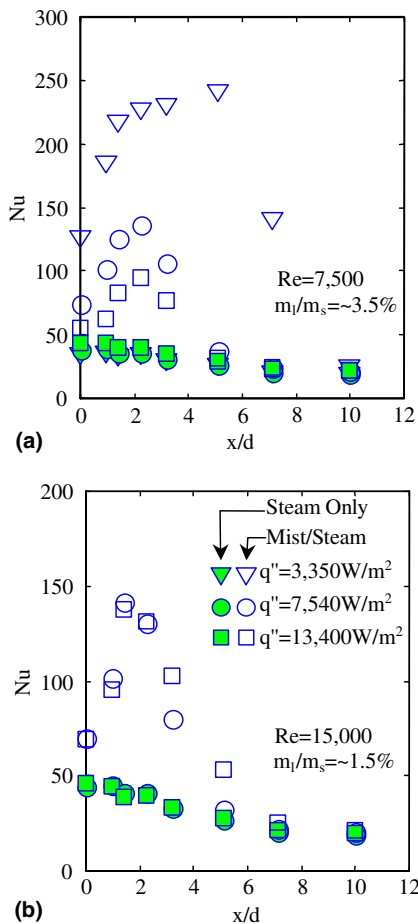 (a)
300
250
200
150
100
50
0
Nu
Re=7,500
m_l/m_s=~3.5%
0 2 4 6 8 10 12
x/d
(b)
200
150
100
50
0
Nu
Steam Only
Mist/Steam
q"=3,350W/m²
q"=7,540W/m²
q"=13,400W/m²
Re=15,000
m_l/m_s=~1.5%
0 2 4 6 8 10 12
x/d